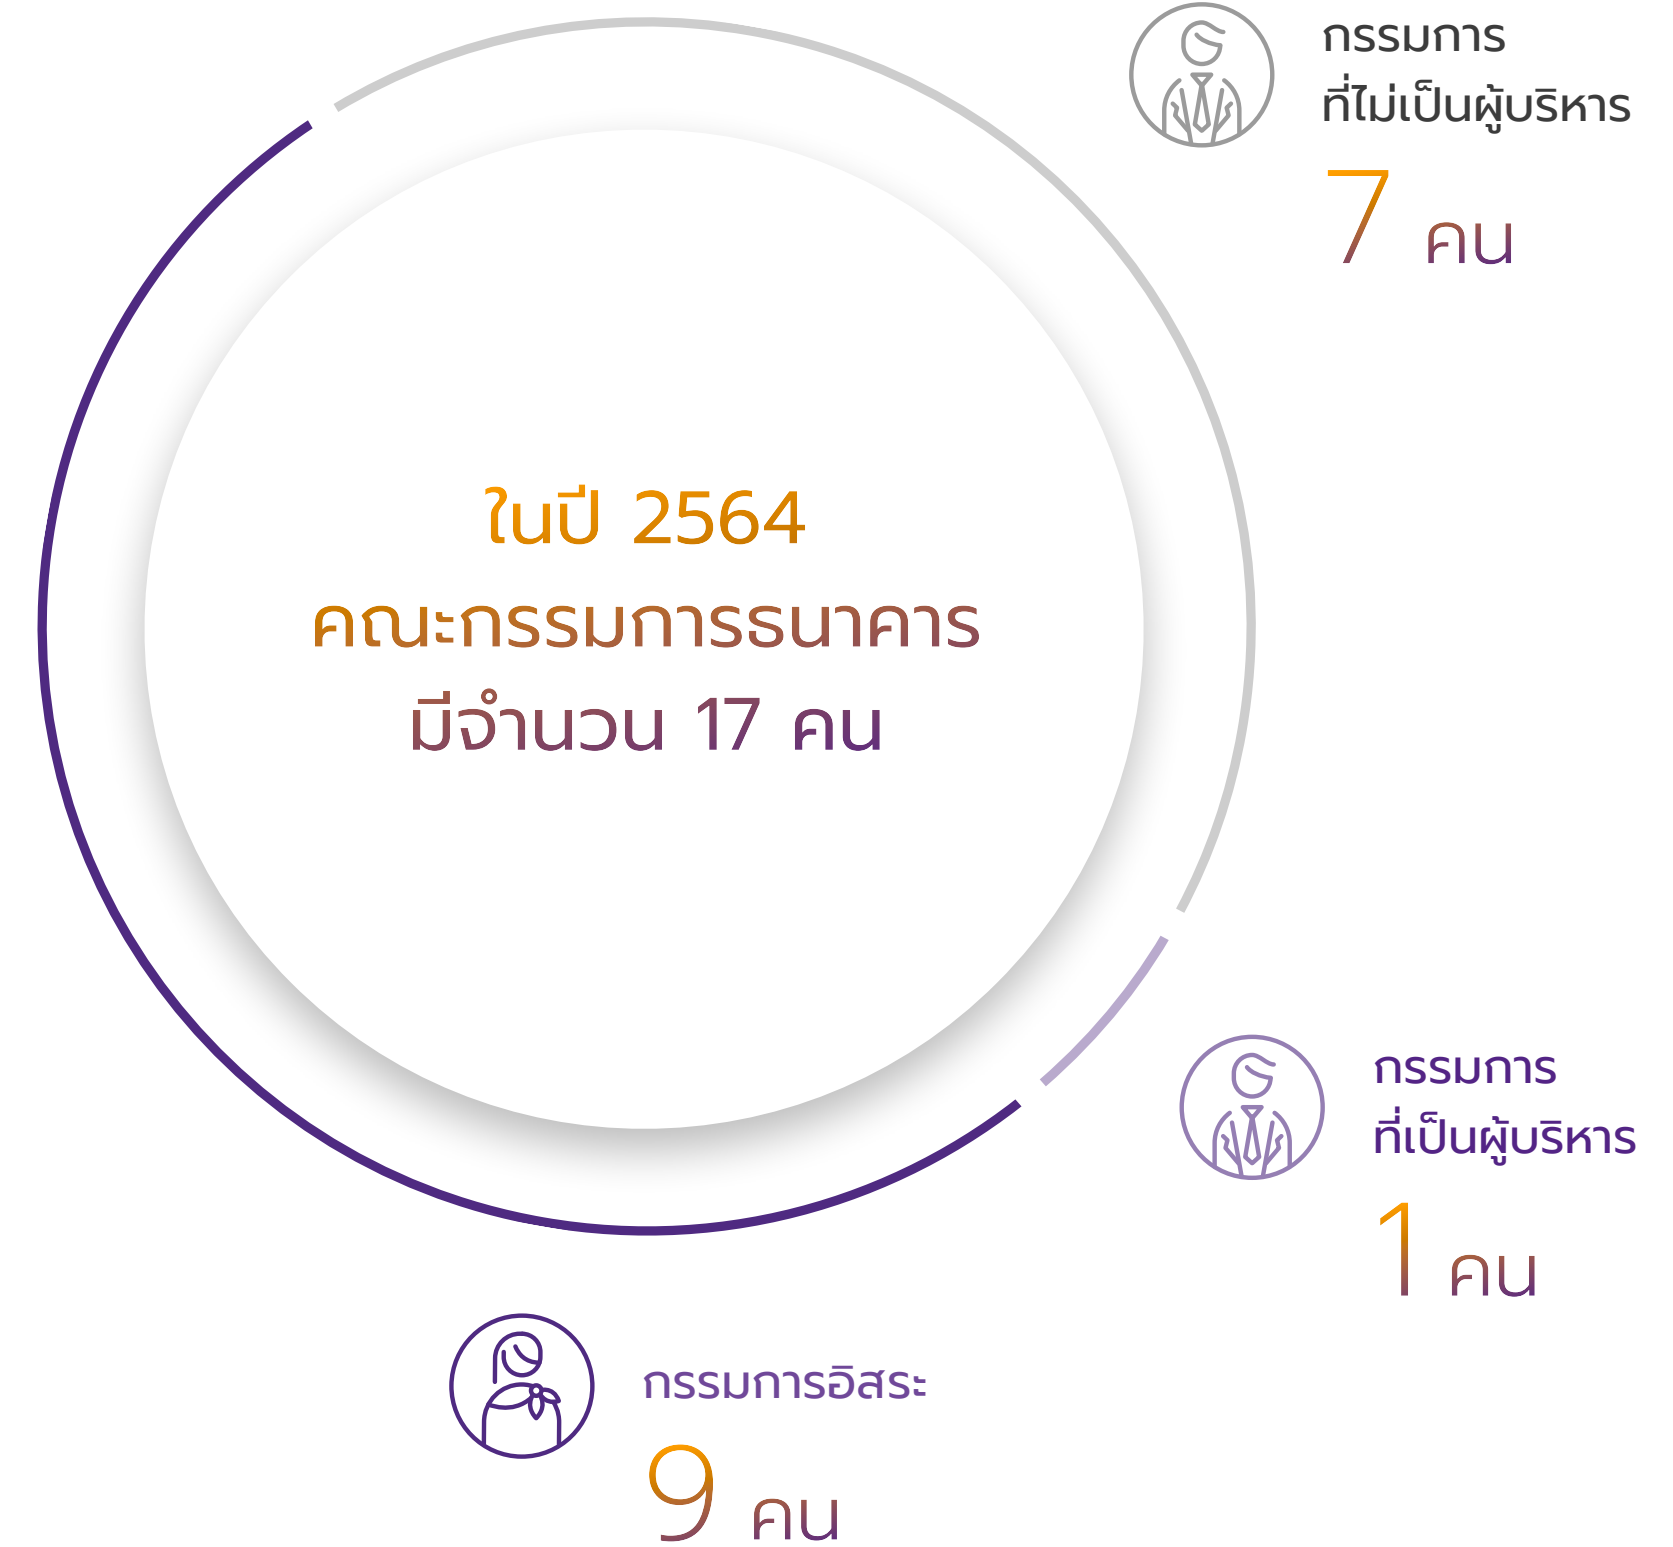 กรรมการ
ที่ไม่เป็นผู้บริหาร
7 คน
ในปี 2564
คณะกรรมการธนาคาร
มีจำนวน 17 คน
กรรมการ
ที่เป็นผู้บริหาร
1 คน
กรรมการอิสระ
9 คน